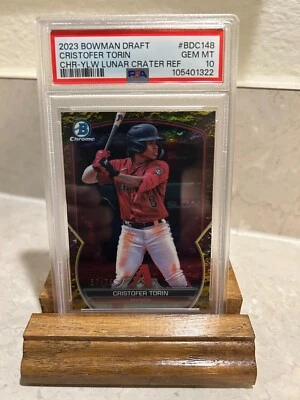 2023 BOWMAN DRAFT #BDC148
CRISTOFER TORIN GEM MT
CHR-YLW LUNAR CRATER REF 10
PSA 105401322
B
Chrome
CRISTOFER TORIN